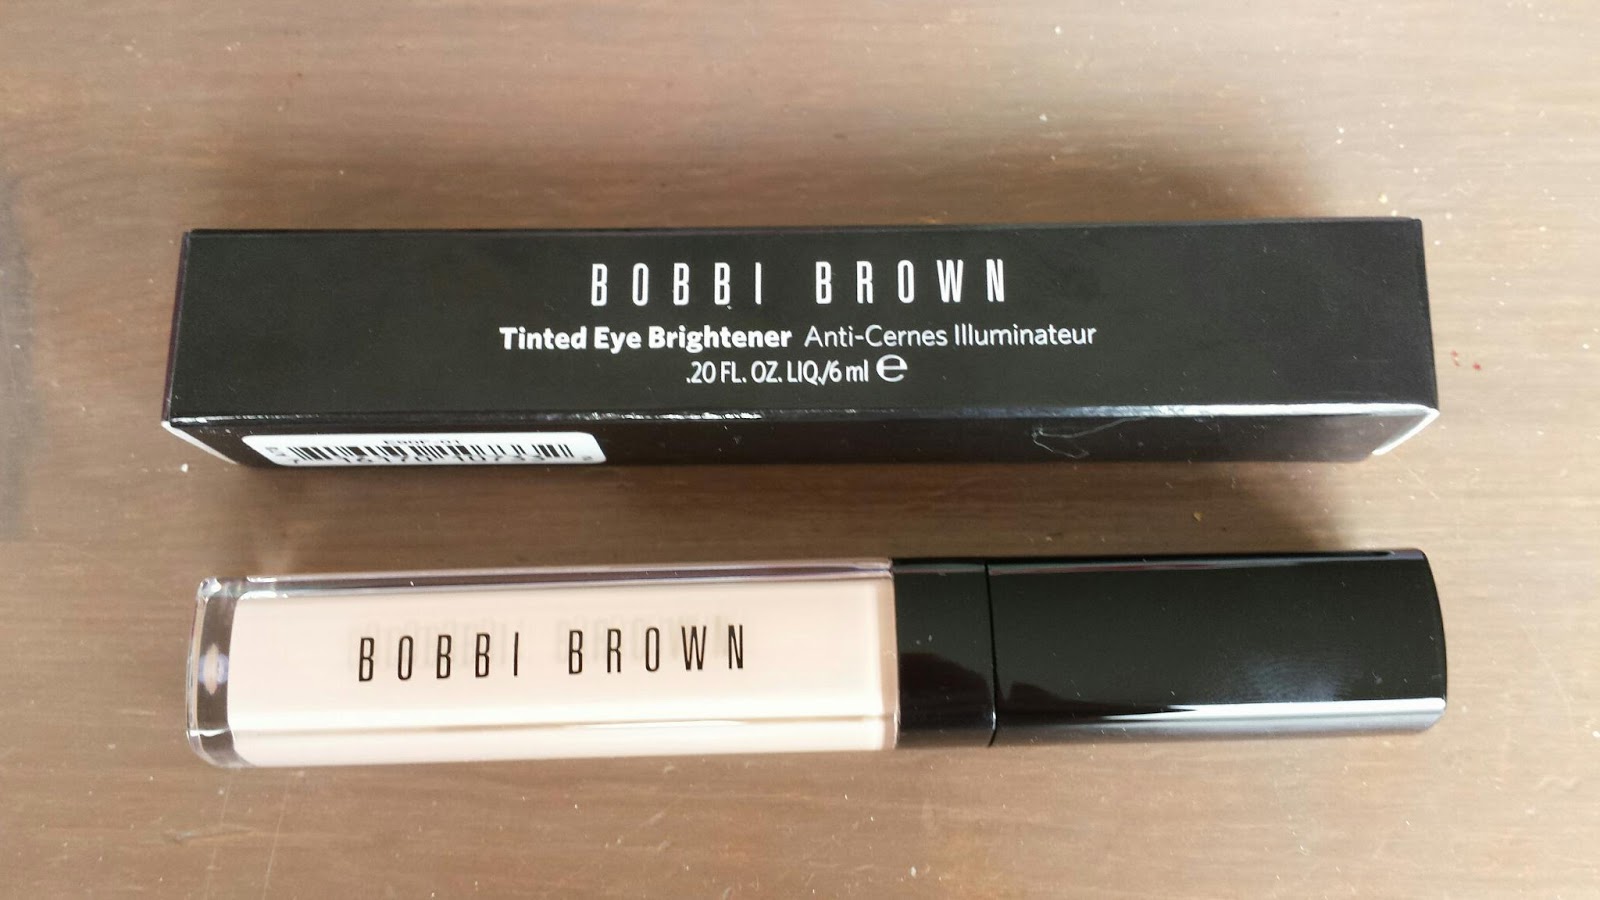 BOBBI BROWN
Tinted Eye Brightener Anti-Cernes Illuminateur
.20 FL. OZ. LIQ./6 ml ℮
BOBBI BROWN